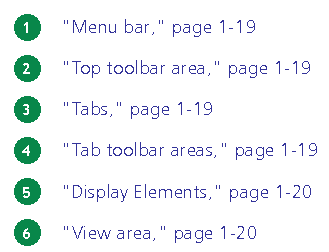 1 "Menu bar," page 1-19
2 "Top toolbar area," page 1-19
3 "Tabs," page 1-19
4 "Tab toolbar areas," page 1-19
5 "Display Elements," page 1-20
6 "View area," page 1-20